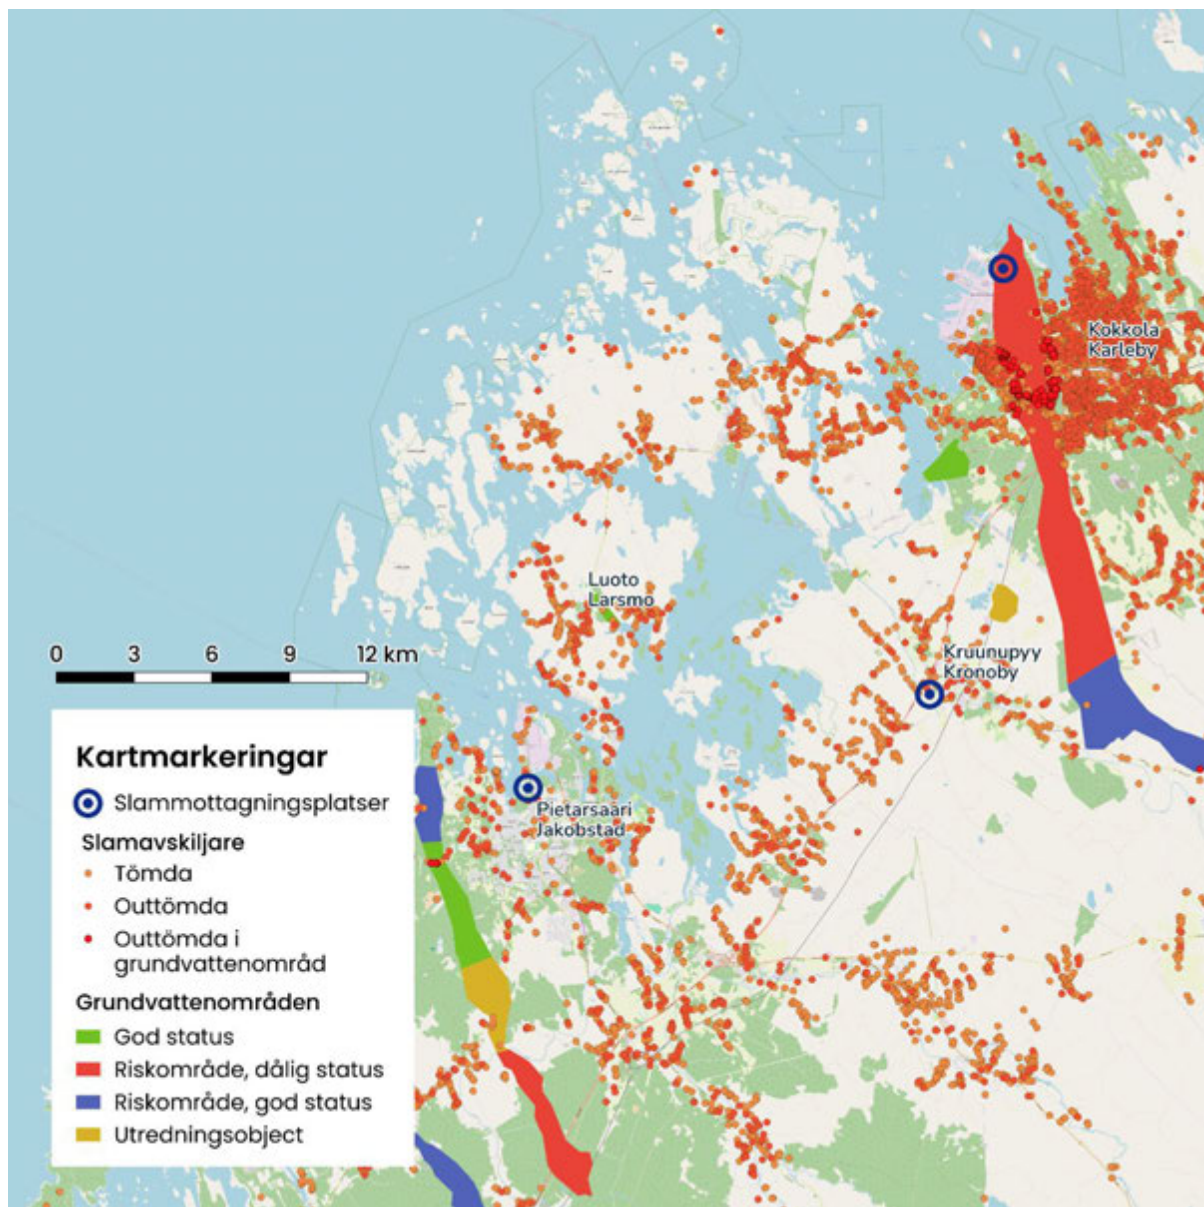 Kokkola
Karleby
Luoto
Larsmo
Kruunupyy
Kronoby
0 3 6 9 12 km
Pietarsaari
Jakobstad
Kartmarkeringar
Slammottagningsplatser
Slamavskiljare
Tömda
Outtömda
Outtömda i
grundvattenområd
Grundvattenområden
God status
Riskområde, dålig status
Riskområde, god status
Utredningsobject